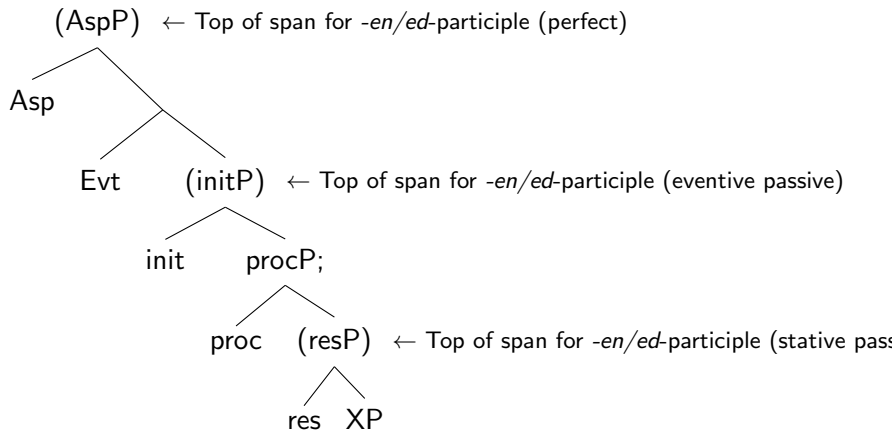 (AspP) ← Top of span for -en/ed-participle (perfect)
Asp
Evt (initP) ← Top of span for -en/ed-participle (eventive passive)
init procP;
proc (resP) ← Top of span for -en/ed-participle (stative pass
res XP